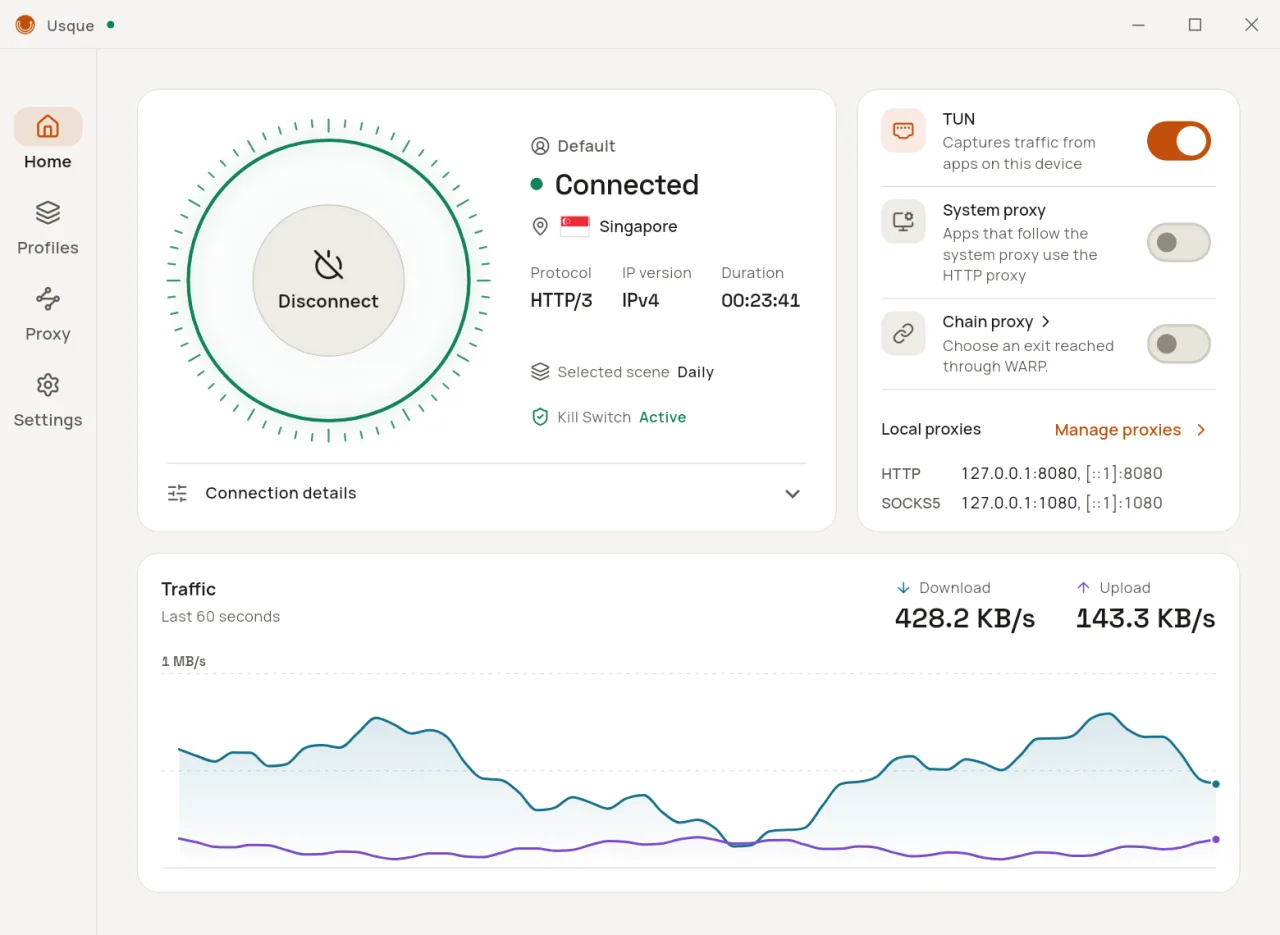 Usque
Home
Profiles
Proxy
Settings
Disconnect
Default
Connected
Singapore
Protocol IP version Duration
HTTP/3 IPv4 00:23:41
Selected scene Daily
Kill Switch Active
Connection details
TUN
Captures traffic from
apps on this device
System proxy
Apps that follow the
system proxy use the
HTTP proxy
Chain proxy
Choose an exit reached
through WARP.
Local proxies Manage proxies
HTTP 127.0.0.1:8080, [::1]:8080
SOCKS5 127.0.0.1:1080, [::1]:1080
Traffic
Last 60 seconds
Download Upload
428.2 KB/s 143.3 KB/s
1 MB/s